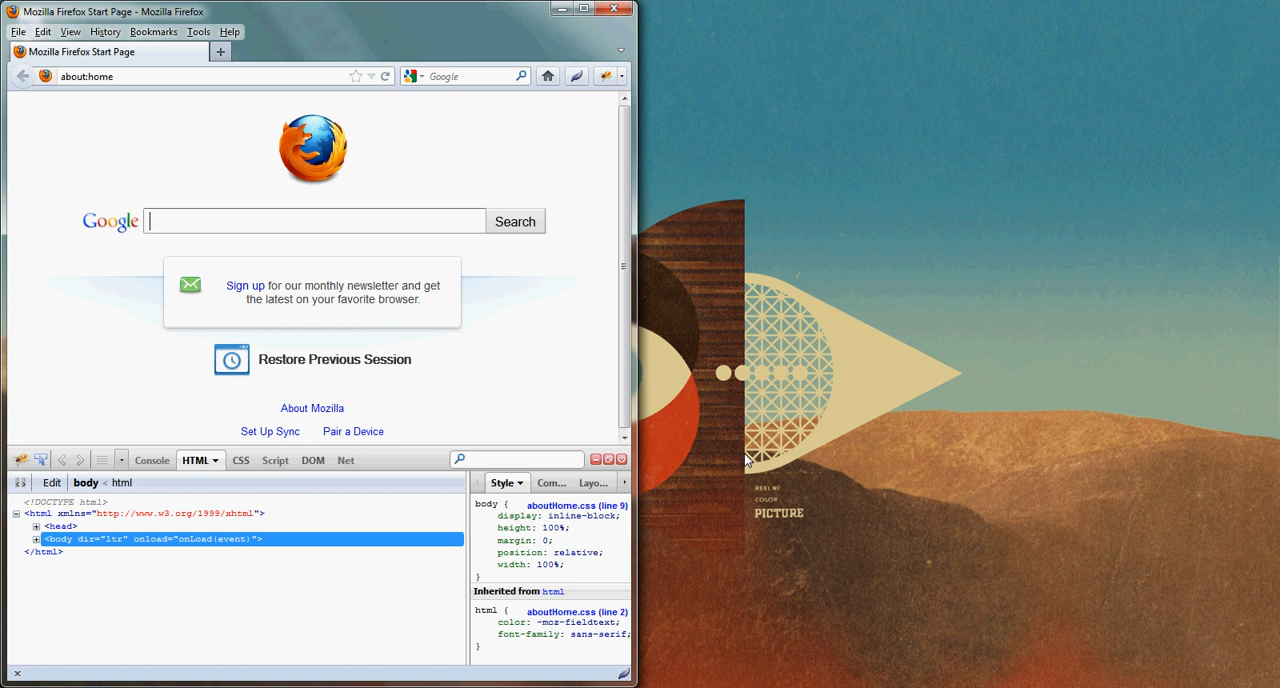 Mozilla Firefox Start Page - Mozilla Firefox
File Edit View History Bookmarks Tools Help
Mozilla Firefox Start Page +
about:home Google
Google Search
Sign up for our monthly newsletter and get
the latest on your favorite browser.
Restore Previous Session
About Mozilla
Set Up Sync Pair a Device
Console HTML CSS Script DOM Net
Edit body < html
<!DOCTYPE html>
<html xmlns="http://www.w3.org/1999/xhtml">
<head>
<body dir="ltr" onload="onLoad(event)">
</html>
Style Com... Layo...
body { aboutHome.css (line 9)
display: inline-block;
height: 100%;
margin: 0;
position: relative;
width: 100%;
}
Inherited from html
html { aboutHome.css (line 2)
color: -moz-fieldtext;
font-family: sans-serif;
}
REEL Nº
COLOR
PICTURE